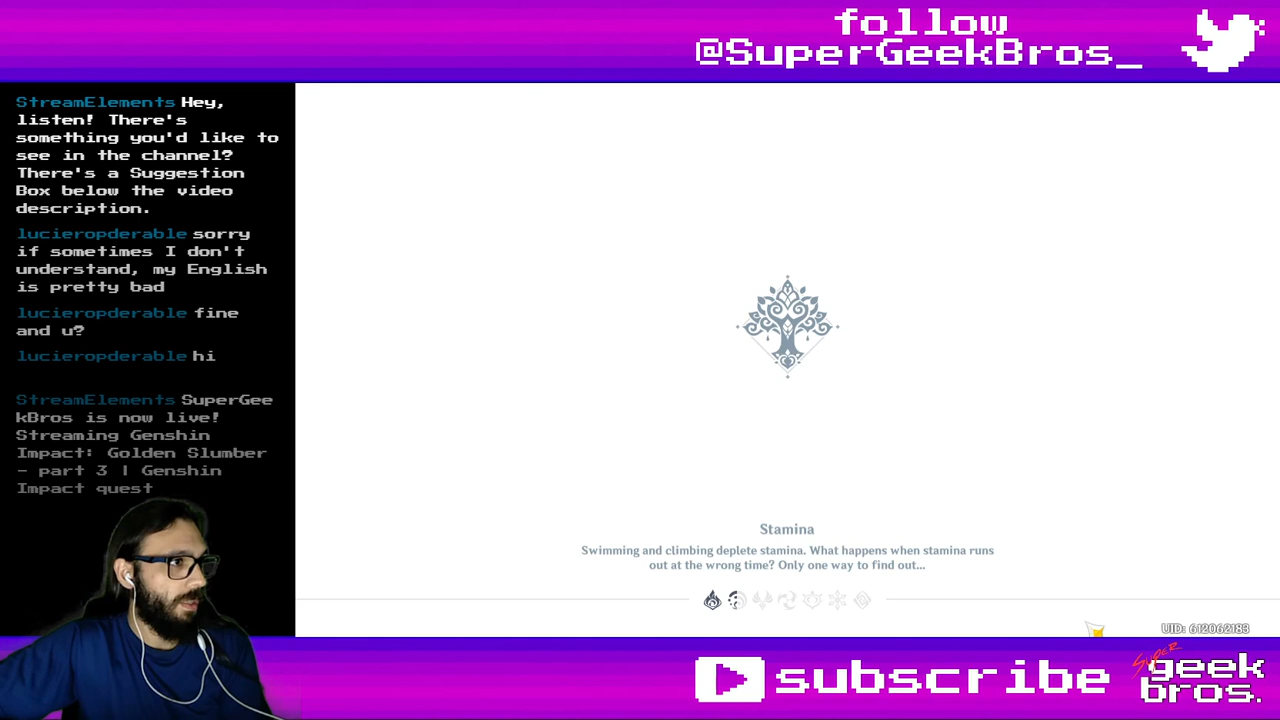 follow
@SuperGeekBros_
StreamElements Hey,
listen! There's
something you'd like to
see in the channel?
There's a Suggestion
Box below the video
description.
lucieropderable sorry
if sometimes I don't
understand, my English
is pretty bad
lucieropderable fine
and u?
lucieropderable hi
StreamElements SuperGee
kBros is now live!
Streaming Genshin
Impact: Golden Slumber
- part 3 | Genshin
Impact quest
Stamina
Swimming and climbing deplete stamina. What happens when stamina runs
out at the wrong time? Only one way to find out...
UID: 612062183
subscribe
SUPER
geek
bros.